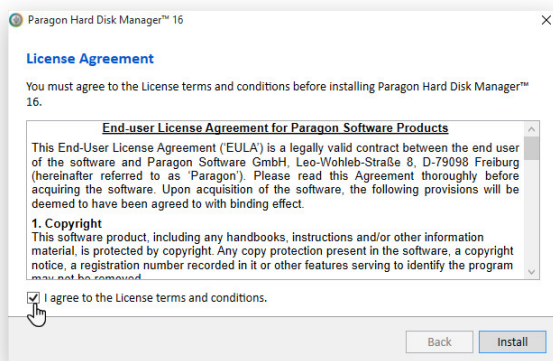 Paragon Hard Disk Manager™ 16
License Agreement
You must agree to the License terms and conditions before installing Paragon Hard Disk Manager™
16.
End-user License Agreement for Paragon Software Products
This End-User License Agreement ('EULA') is a legally valid contract between the end user
of the software and Paragon Software GmbH, Leo-Wohleb-Straße 8, D-79098 Freiburg
(hereinafter referred to as 'Paragon'). Please read this Agreement thoroughly before
acquiring the software. Upon acquisition of the software, the following provisions will be
deemed to have been agreed to with binding effect.
1. Copyright
This software product, including any handbooks, instructions and/or other information
material, is protected by copyright. Any copy protection present in the software, a copyright
notice, a registration number recorded in it or other features serving to identify the program
may not be removed
I agree to the License terms and conditions.
Back
Install